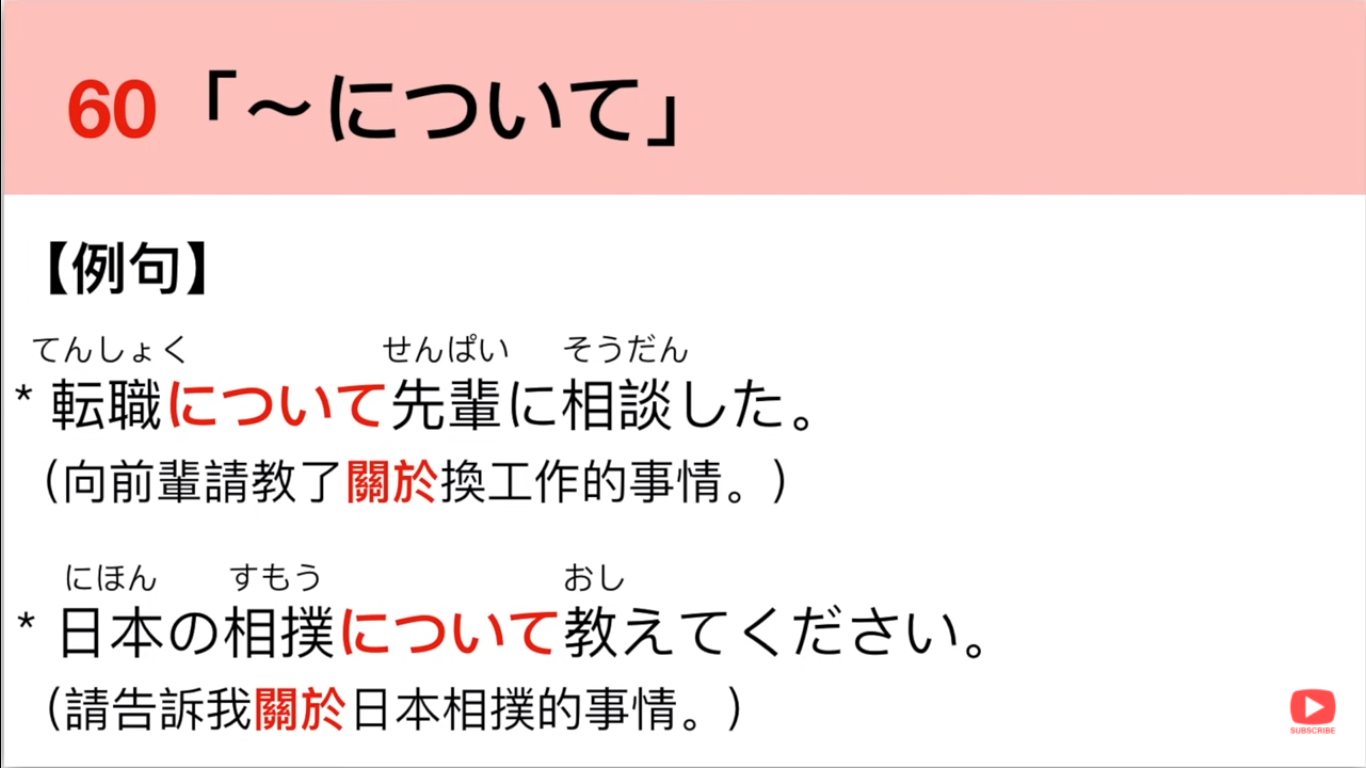 60「～について」
【例句】
てんしょく せんぱい そうだん
* 転職について先輩に相談した。
（向前輩請教了關於換工作的事情。）
にほん すもう おし
* 日本の相撲について教えてください。
（請告訴我關於日本相撲的事情。）
SUBSCRIBE